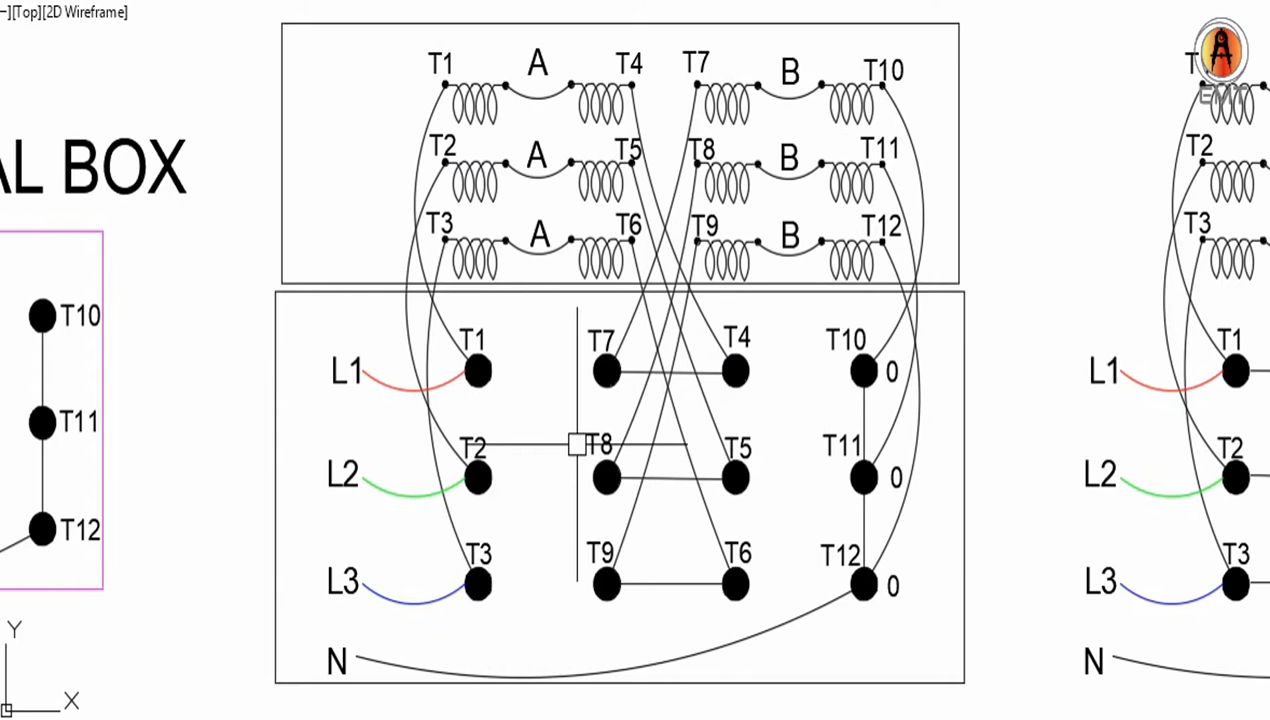 –][Top][2D Wireframe]
AL BOX
T10
T11
T12
Y
X
T1 A T4 T7 B T10
T2 A T5 T8 B T11
T3 A T6 T9 B T12
L1 T1 T7 T4 T10 0
L2 T2 T8 T5 T11 0
L3 T3 T9 T6 T12 0
N
T
A
EMT
T2
T3
L1 T1
L2 T2
L3 T3
N